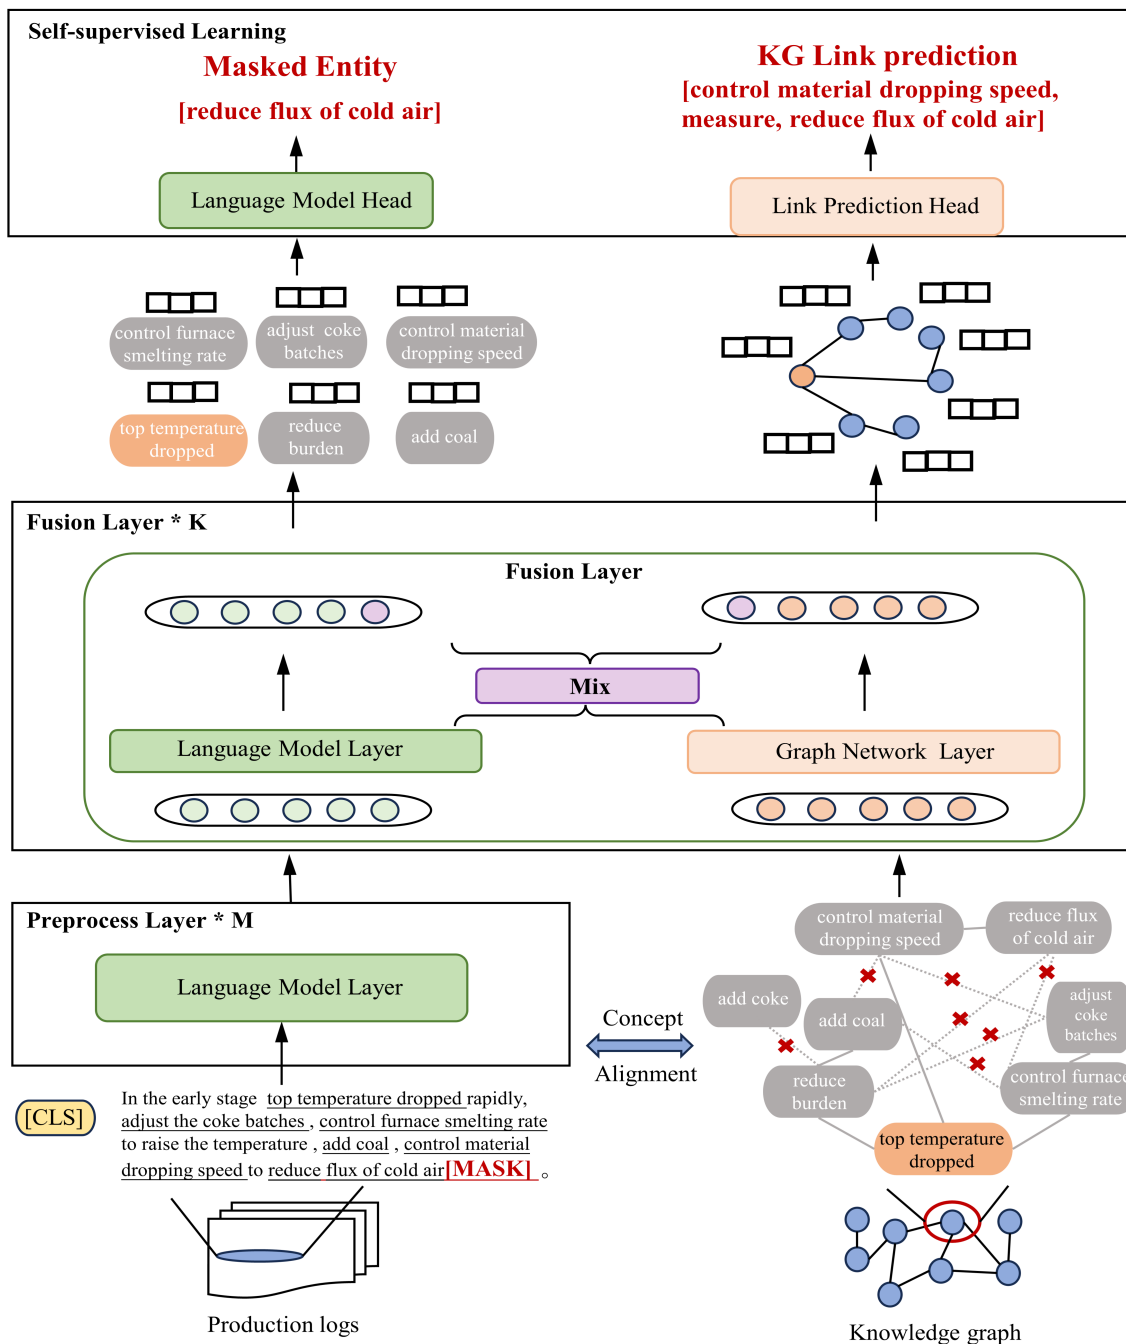 Self-supervised Learning
Masked Entity
[reduce flux of cold air]
KG Link prediction
[control material dropping speed,
measure, reduce flux of cold air]
Language Model Head
Link Prediction Head
control furnace
smelting rate
adjust coke
batches
control material
dropping speed
top temperature
dropped
reduce
burden
add coal
Fusion Layer * K
Fusion Layer
Mix
Language Model Layer
Graph Network Layer
Preprocess Layer * M
Language Model Layer
[CLS]
In the early stage top temperature dropped rapidly,
adjust the coke batches , control furnace smelting rate
to raise the temperature , add coal , control material
dropping speed to reduce flux of cold air[MASK] 。
Production logs
Concept
Alignment
control material
dropping speed
reduce flux
of cold air
add coke
add coal
adjust
coke
batches
reduce
burden
control furnace
smelting rate
top temperature
dropped
Knowledge graph